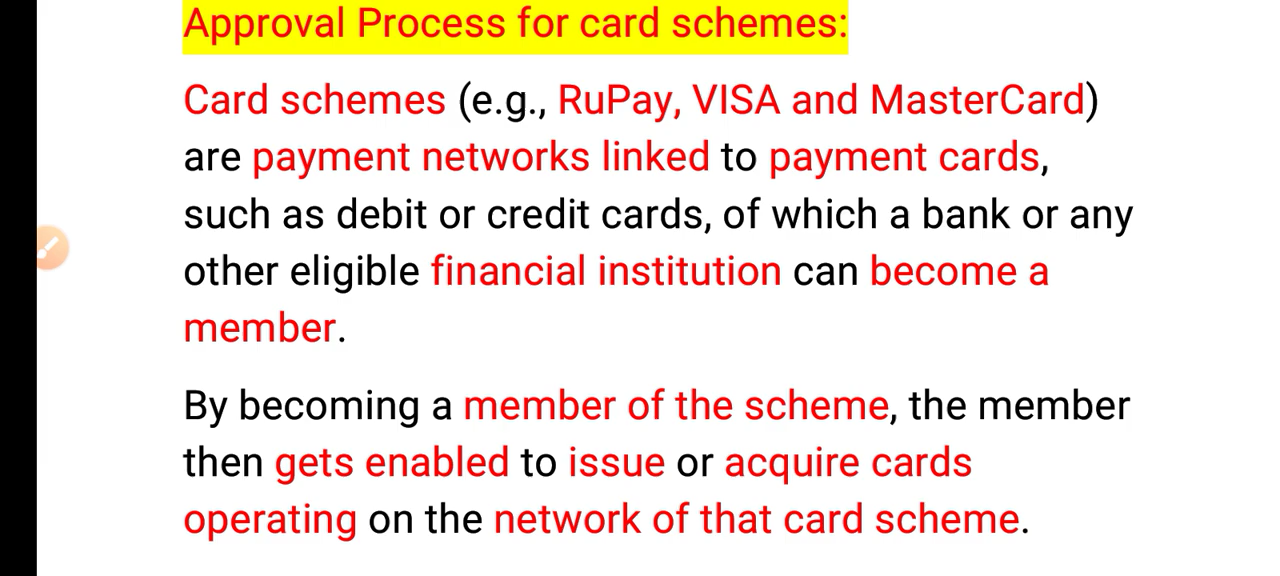 Approval Process for card schemes:
Card schemes (e.g., RuPay, VISA and MasterCard)
are payment networks linked to payment cards,
such as debit or credit cards, of which a bank or any
other eligible financial institution can become a
member.
By becoming a member of the scheme, the member
then gets enabled to issue or acquire cards
operating on the network of that card scheme.